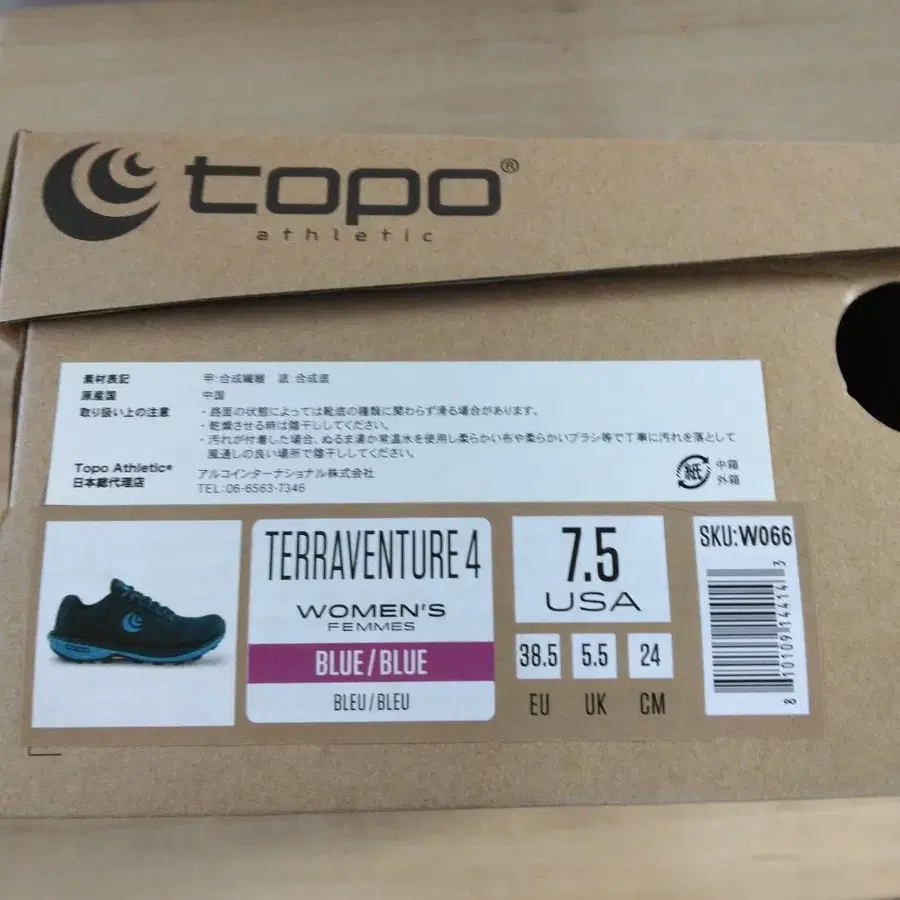 topo®
athletic
素材表記 甲:合成繊維 底:合成底
原産国 中国
取り扱い上の注意 ・路面の状態によっては靴底の種類に関わらず滑る場合があります。
・乾燥させる時は陰干ししてください。
・汚れが付着した場合、ぬるま湯か常温水を使用し柔らかい布や柔らかいブラシ等で丁寧に汚れを落として
風通しの良い場所で陰干ししてください。
Topo Athletic® アルコインターナショナル株式会社
日本総代理店 TEL:06-6563-7346
紙 中箱
外箱
topo
TERRAVENTURE 4
WOMEN'S
FEMMES
BLUE/BLUE
BLEU/BLEU
7.5
USA
38.5 5.5 24
EU UK CM
SKU:W066
8 10109 14414 3